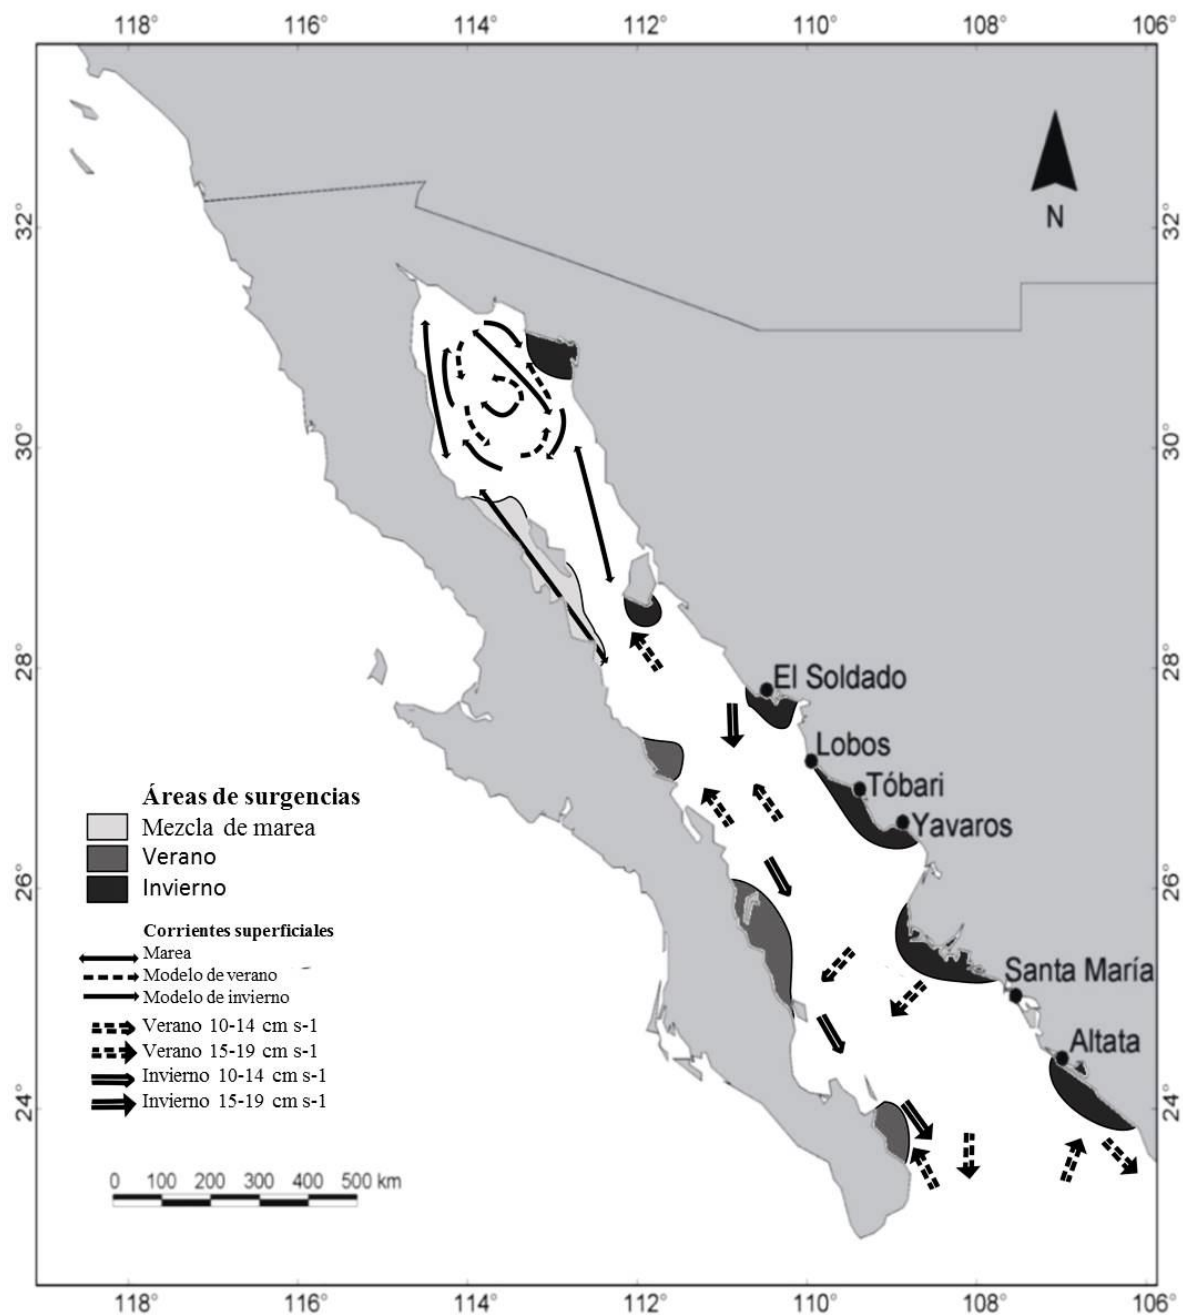 118° 116° 114° 112° 110° 108° 106°
N
32° 32°
30° 30°
28° 28°
El Soldado
Lobos
Tóbari
Yavaros
Áreas de surgencias
Mezcla de marea
Verano
Invierno
26° 26°
Corrientes superficiales
Marea
Modelo de verano
Modelo de invierno
Santa María
Verano 10-14 cm s-1
Verano 15-19 cm s-1
Altata
Invierno 10-14 cm s-1
Invierno 15-19 cm s-1
24° 24°
0 100 200 300 400 500 km
118° 116° 114° 112° 110° 108° 106°